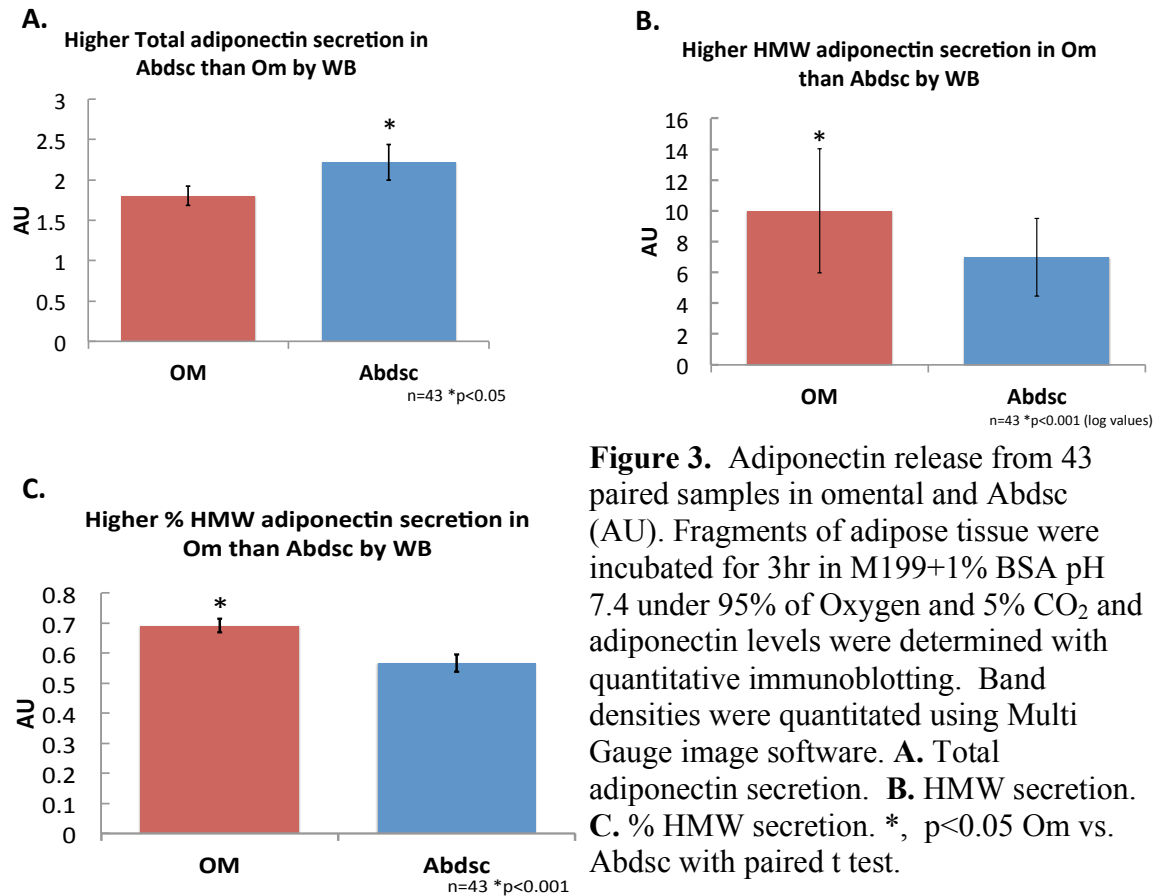 A.
Higher Total adiponectin secretion in
Abdsc than Om by WB
3
2.5
2
1.5
1
0.5
0
AU
*
OM Abdsc
n=43 *p<0.05
B.
Higher HMW adiponectin secretion in Om
than Abdsc by WB
16
14
12
10
8
6
4
2
0
AU
*
OM Abdsc
n=43 *p<0.001 (log values)
C.
Higher % HMW adiponectin secretion in
Om than Abdsc by WB
0.8
0.7
0.6
0.5
0.4
0.3
0.2
0.1
0
AU
*
OM Abdsc
n=43 *p<0.001
Figure 3. Adiponectin release from 43
paired samples in omental and Abdsc
(AU). Fragments of adipose tissue were
incubated for 3hr in M199+1% BSA pH
7.4 under 95% of Oxygen and 5% CO₂ and
adiponectin levels were determined with
quantitative immunoblotting. Band
densities were quantitated using Multi
Gauge image software. A. Total
adiponectin secretion. B. HMW secretion.
C. % HMW secretion. *, p<0.05 Om vs.
Abdsc with paired t test.